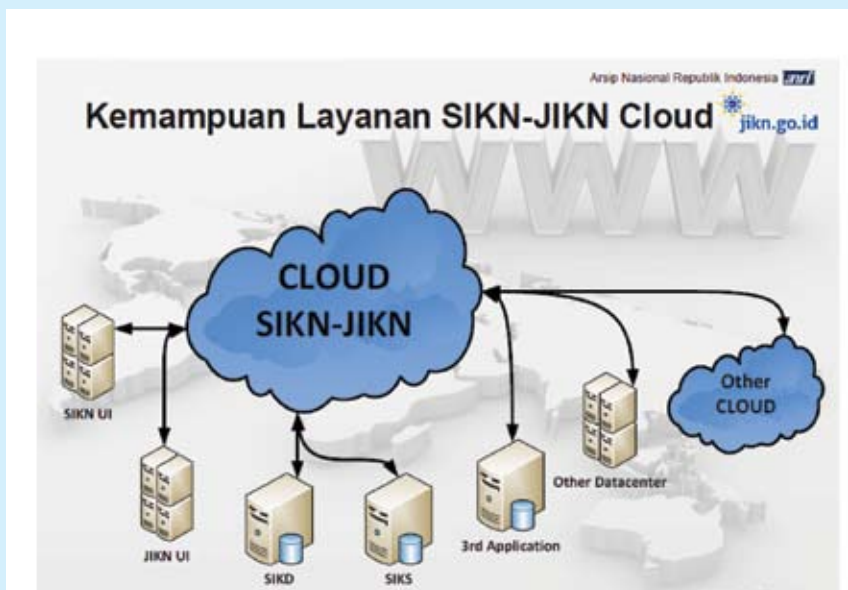 Arsip Nasional Republik Indonesia anri
Kemampuan Layanan SIKN-JIKN Cloud
jikn.go.id
WWW
CLOUD
SIKN-JIKN
SIKN UI
JIKN UI
SIKD
SIKS
3rd Application
Other Datacenter
Other
CLOUD